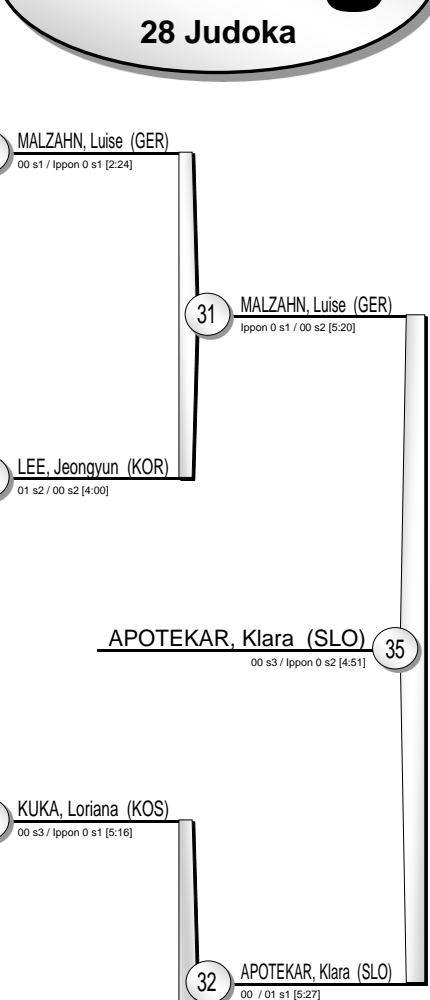 28 Judoka
MALZAHN, Luise (GER)
00 s1 / Ippon 0 s1 [2:24]
31
MALZAHN, Luise (GER)
Ippon 0 s1 / 00 s2 [5:20]
LEE, Jeongyun (KOR)
01 s2 / 00 s2 [4:00]
APOTEKAR, Klara (SLO)
35
00 s3 / Ippon 0 s2 [4:51]
KUKA, Loriana (KOS)
00 s3 / Ippon 0 s1 [5:16]
32
APOTEKAR, Klara (SLO)
00 / 01 s1 [5:27]